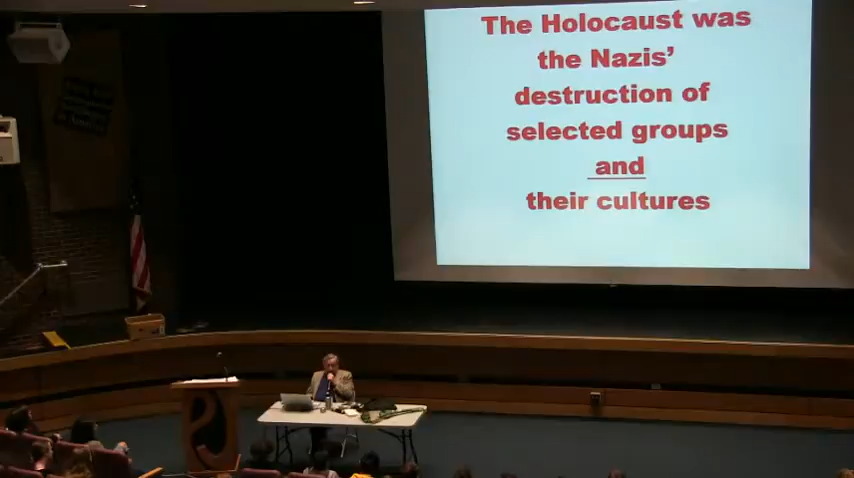 The Holocaust was
the Nazis’
destruction of
selected groups
and
their cultures